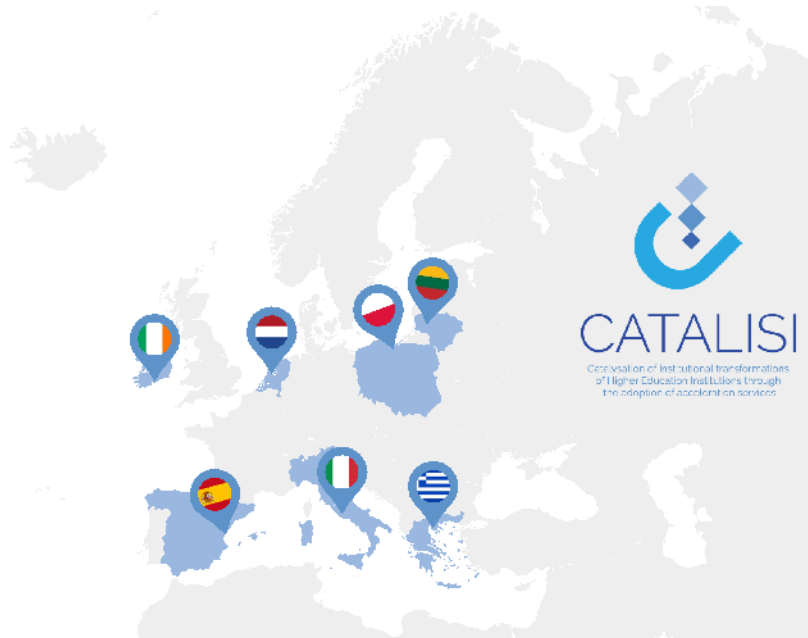 CATALISI
Catalysation of institutional transformations
of Higher Education Institutions through
the adoption of acceleration services